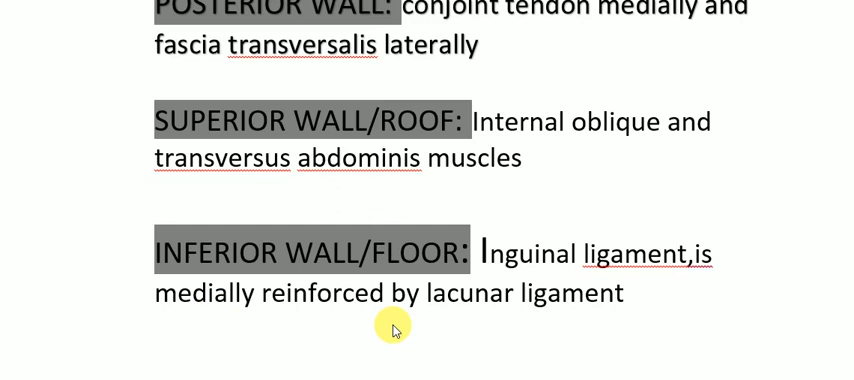 POSTERIOR WALL: conjoint tendon medially and
fascia transversalis laterally
SUPERIOR WALL/ROOF: Internal oblique and
transversus abdominis muscles
INFERIOR WALL/FLOOR: Inguinal ligament,is
medially reinforced by lacunar ligament